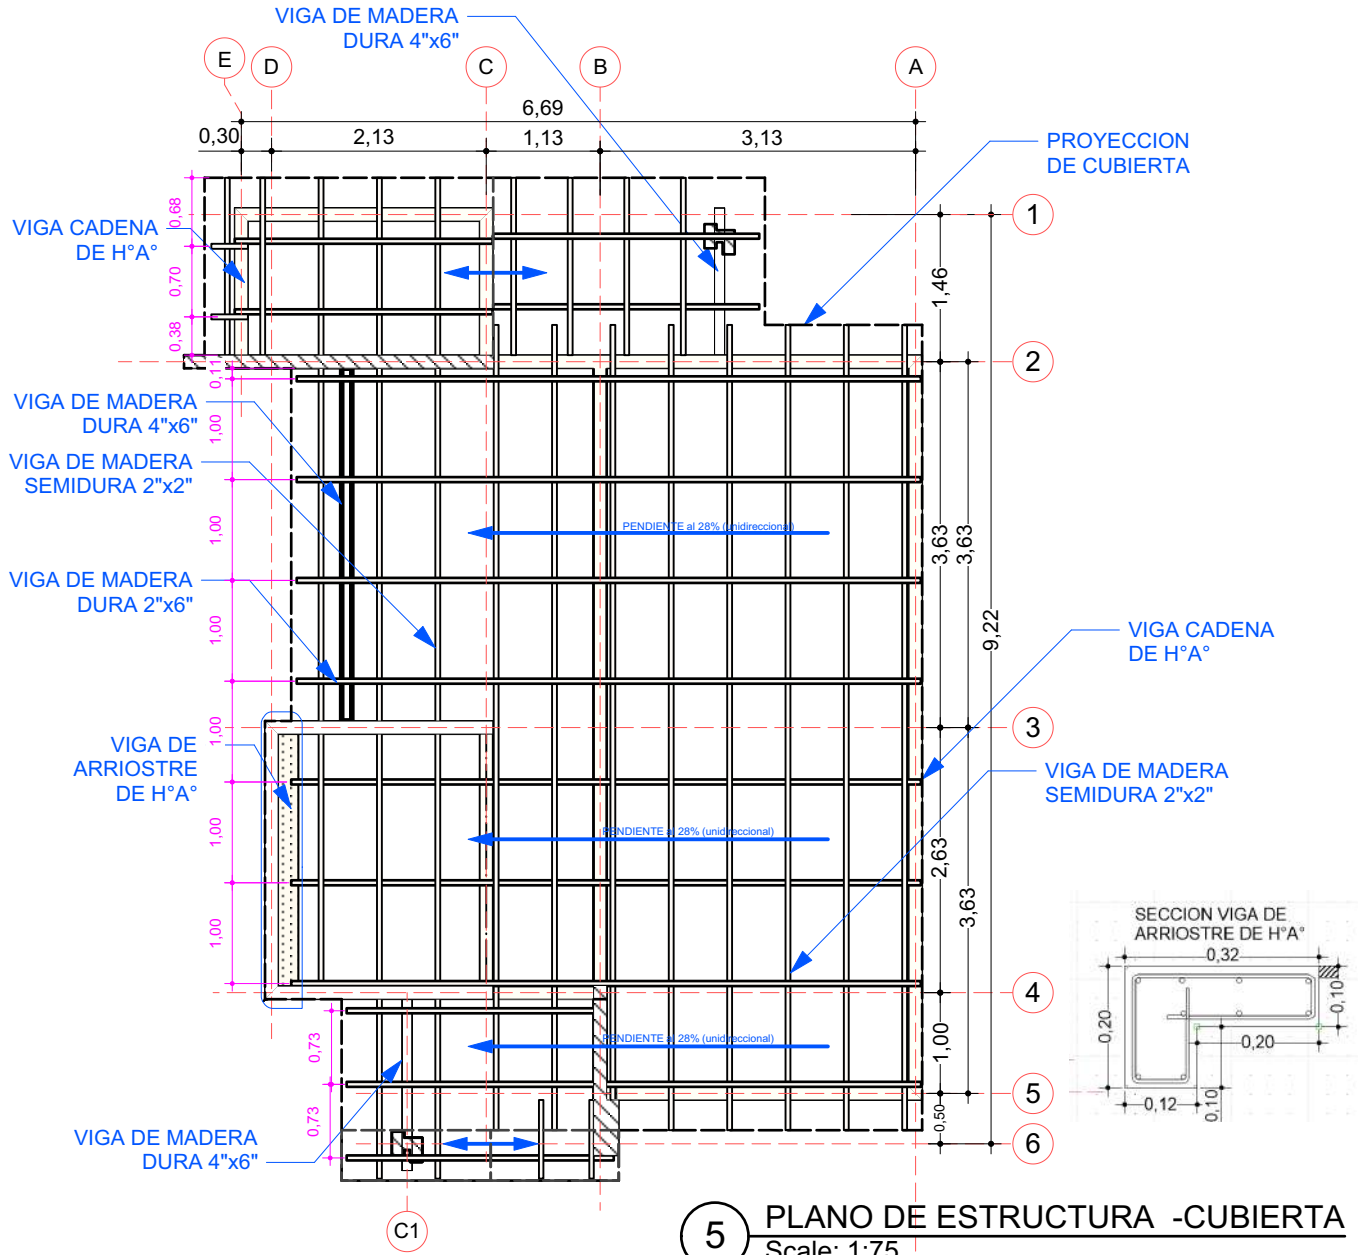 VIGA DE MADERA
DURA 4"x6"
E
D
C
B
A
6,69
0,30
2,13
1,13
3,13
PROYECCION
DE CUBIERTA
0,68
1
VIGA CADENA
DE H°A°
0,70
1,46
0,38
2
0,11
VIGA DE MADERA
DURA 4"x6"
1,00
VIGA DE MADERA
SEMIDURA 2"x2"
1,00
PENDIENTE al 28% (unidireccional)
3,63
3,63
VIGA DE MADERA
DURA 2"x6"
1,00
9,22
VIGA CADENA
DE H°A°
1,00
3
VIGA DE
ARRIOSTRE
DE H°A°
VIGA DE MADERA
SEMIDURA 2"x2"
1,00
PENDIENTE al 28% (unidireccional)
2,63
3,63
1,00
SECCION VIGA DE
ARRIOSTRE DE H°A°
0,32
0,10
0,20
0,20
0,12
0,10
4
0,73
PENDIENTE al 28% (unidireccional)
1,00
5
0,73
0,50
VIGA DE MADERA
DURA 4"x6"
6
C1
5
PLANO DE ESTRUCTURA -CUBIERTA
Scale: 1:75